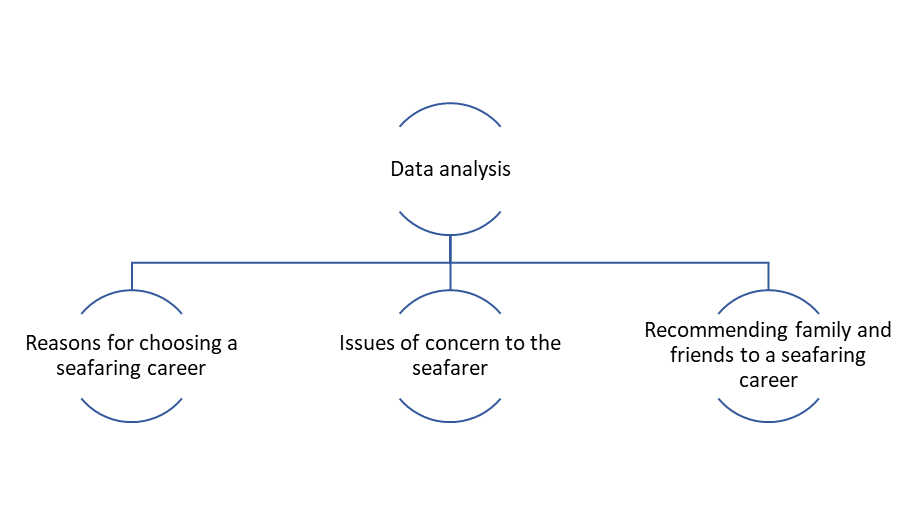 Data analysis
Reasons for choosing a
seafaring career
Issues of concern to the
seafarer
Recommending family and
friends to a seafaring
career